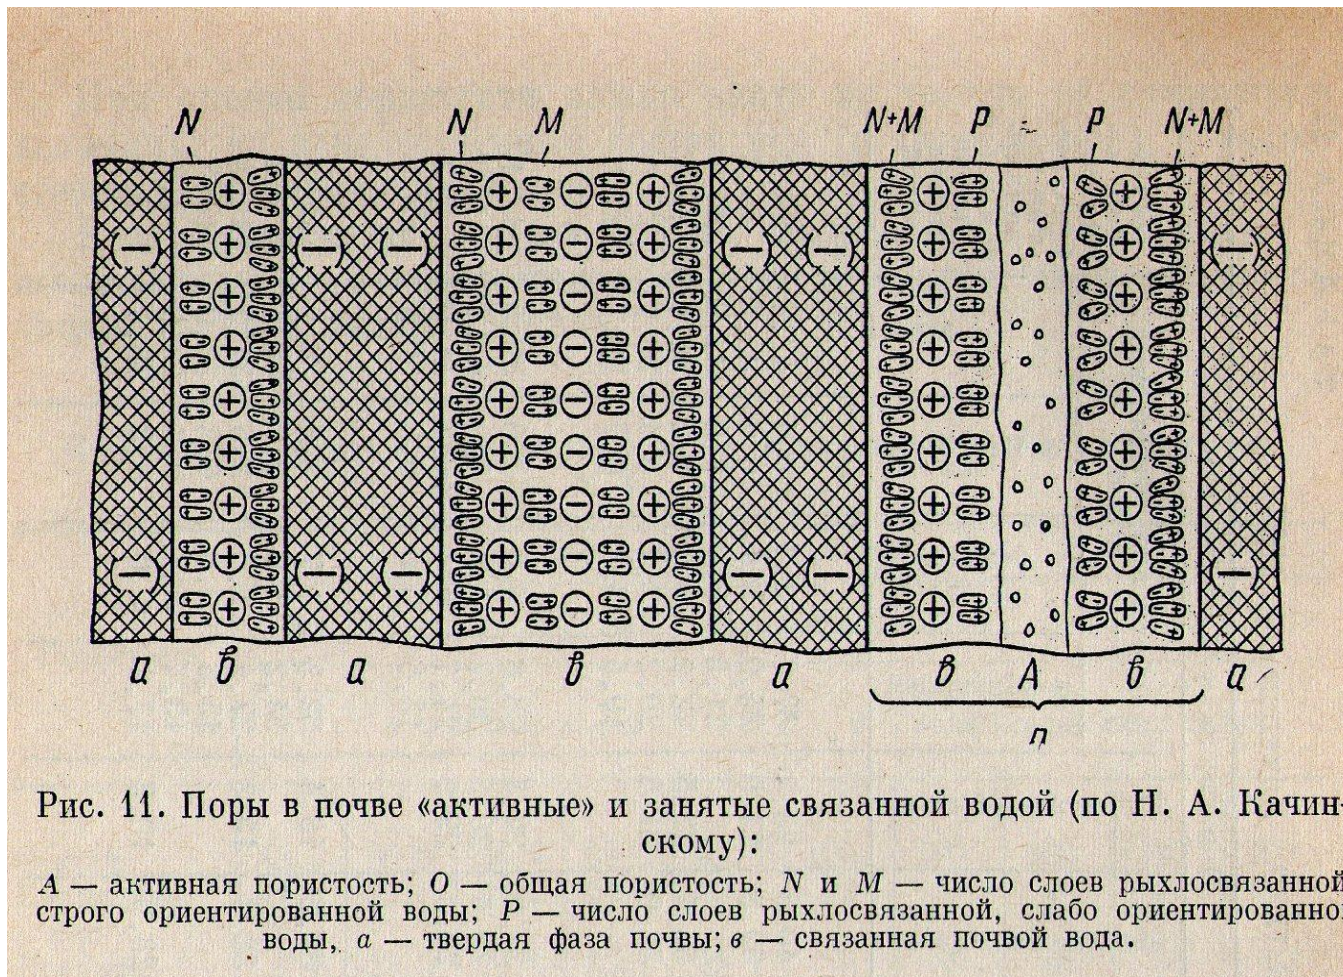 N N M N+M P P N+M
(−) (−) (−) (−) (−) (−)
(−) (−) (−) (−) (−) (−)
а в а в а в А в а
п
Рис. 11. Поры в почве «активные» и занятые связанной водой (по Н. А. Качин-
скому):
А — активная пористость; О — общая пористость; N и М — число слоев рыхлосвязанной
строго ориентированной воды; Р — число слоев рыхлосвязанной, слабо ориентированно
воды, а — твердая фаза почвы; в — связанная почвой вода.